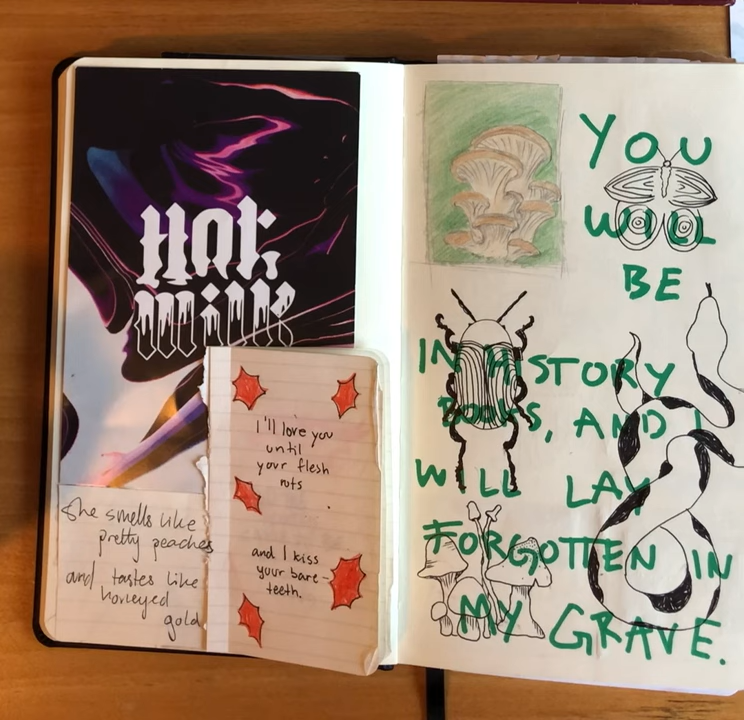 Hot
milk
She smells like
pretty peaches
and tastes like
honeyed
gold
I'll love you
until
your flesh
rots
and I kiss
your bare
teeth.
YOU
WILL
BE
IN HISTORY
BOOKS, AND I
WILL LAY
FORGOTTEN IN
MY GRAVE.